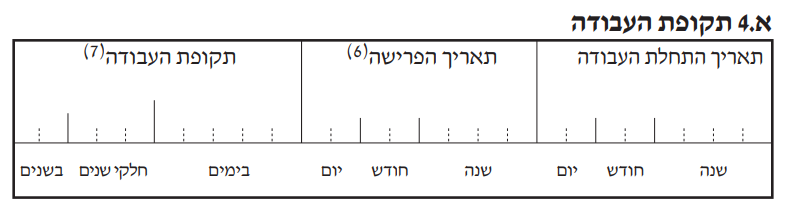 א.4 תקופת העבודה
תאריך התחלת העבודה תאריך הפרישה(6) תקופת העבודה(7)
שנה חודש יום שנה חודש יום בימים חלקי שנים בשנים